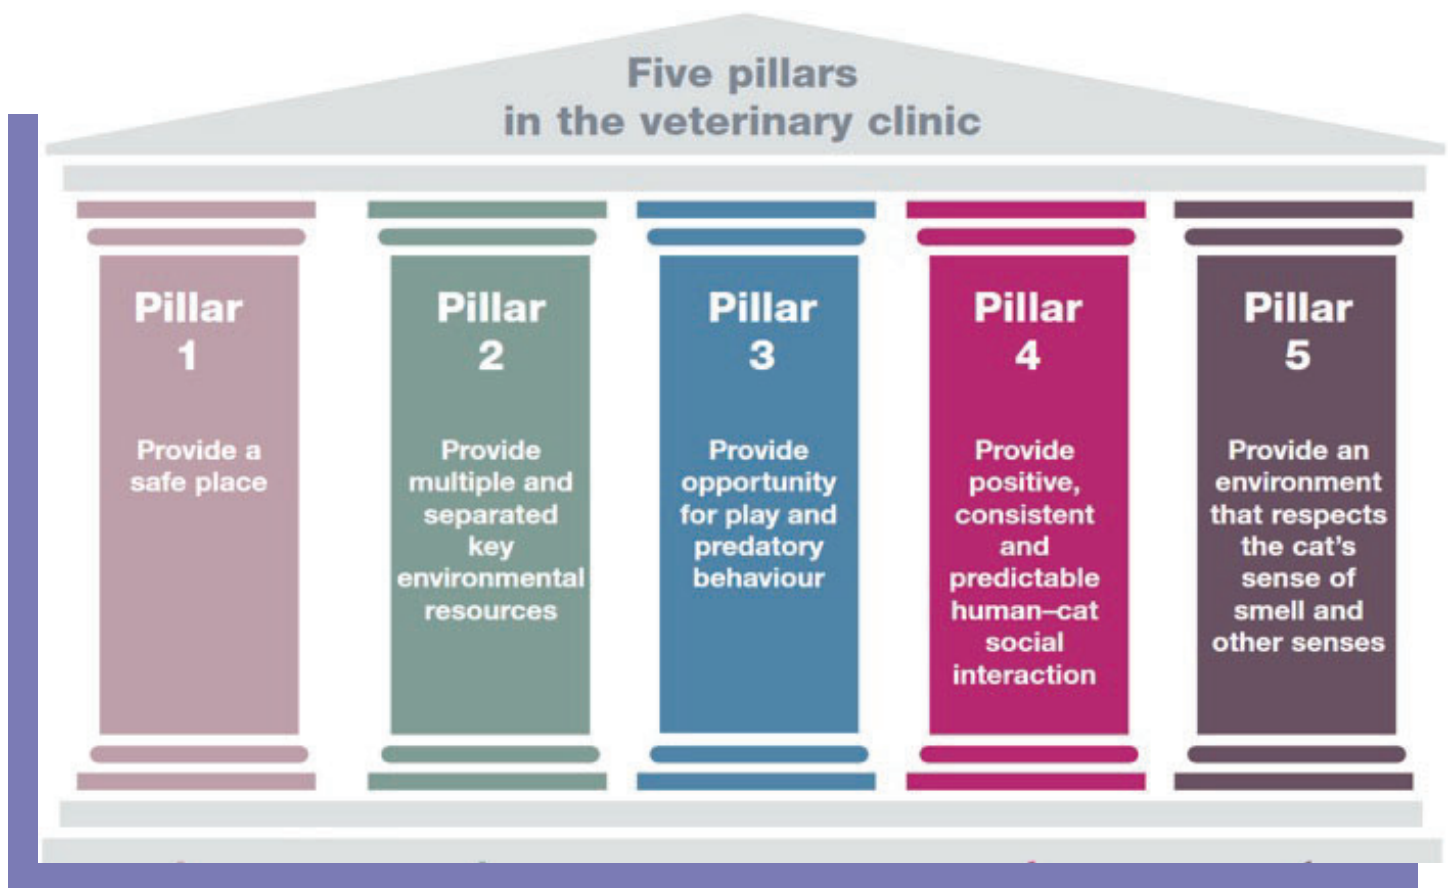 Five pillars
in the veterinary clinic
Pillar
1
Provide a
safe place
Pillar
2
Provide
multiple and
separated
key
environmental
resources
Pillar
3
Provide
opportunity
for play and
predatory
behaviour
Pillar
4
Provide
positive,
consistent
and
predictable
human–cat
social
interaction
Pillar
5
Provide an
environment
that respects
the cat's
sense of
smell and
other senses